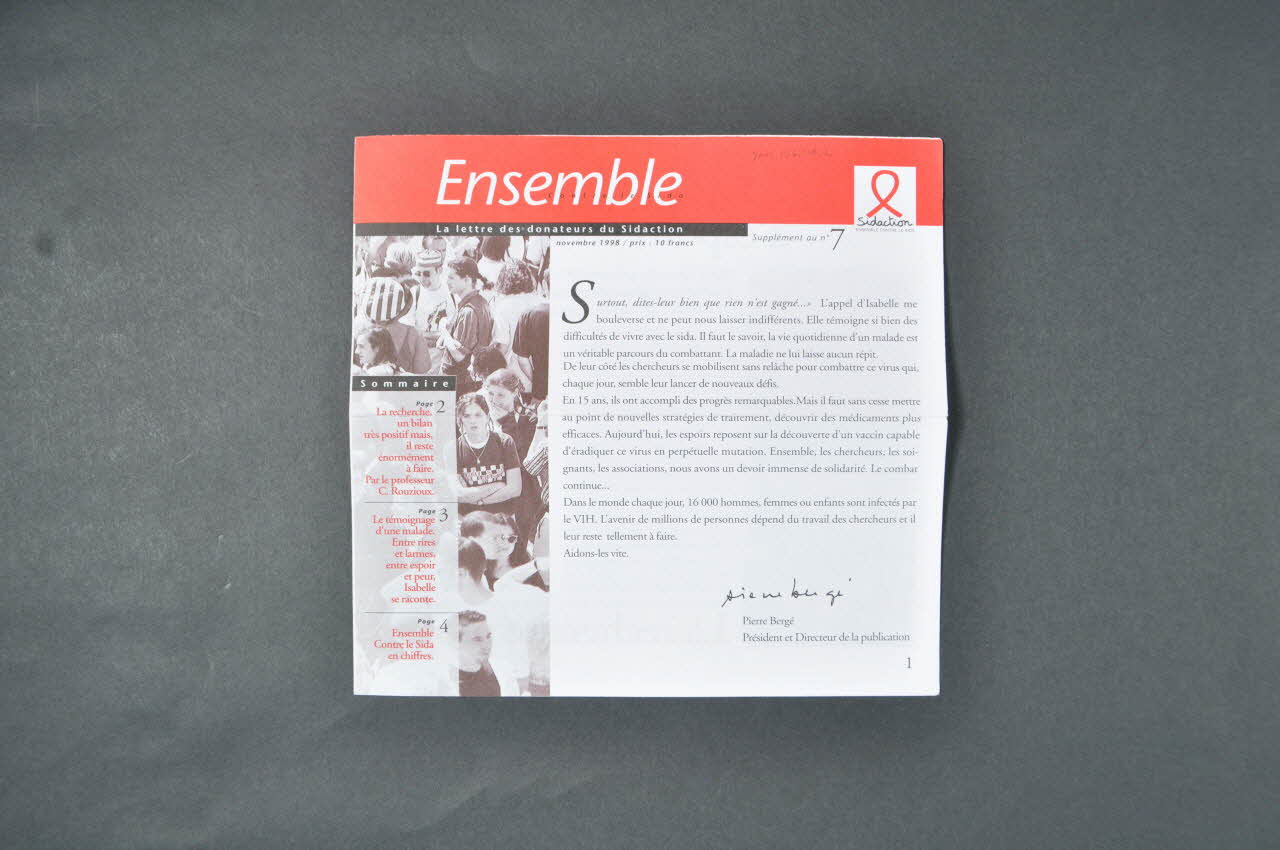 Ensemble
Contre le Sida
La lettre des donateurs du Sidaction
novembre 1998 / prix : 10 francs
Supplément au n° 7
Sidaction
ENSEMBLE CONTRE LE SIDA
Surtout, dites-leur bien que rien n'est gagné...» L'appel d'Isabelle me
bouleverse et ne peut nous laisser indifférents. Elle témoigne si bien des
difficultés de vivre avec le sida. Il faut le savoir, la vie quotidienne d'un malade est
un véritable parcours du combattant. La maladie ne lui laisse aucun répit.
De leur côté les chercheurs se mobilisent sans relâche pour combattre ce virus qui,
chaque jour, semble leur lancer de nouveaux défis.
En 15 ans, ils ont accompli des progrès remarquables.Mais il faut sans cesse mettre
au point de nouvelles stratégies de traitement, découvrir des médicaments plus
efficaces. Aujourd'hui, les espoirs reposent sur la découverte d'un vaccin capable
d'éradiquer ce virus en perpétuelle mutation. Ensemble, les chercheurs, les soi-
gnants, les associations, nous avons un devoir immense de solidarité. Le combat
continue...
Dans le monde chaque jour, 16 000 hommes, femmes ou enfants sont infectés par
le VIH. L'avenir de millions de personnes dépend du travail des chercheurs et il
leur reste tellement à faire.
Aidons-les vite.
pierre bergé
Pierre Bergé
Président et Directeur de la publication
1
Sommaire
Page 2
La recherche,
un bilan
très positif mais,
il reste
énormément
à faire.
Par le professeur
C. Rouzioux.
Page 3
Le témoignage
d'une malade.
Entre rires
et larmes,
entre espoir
et peur,
Isabelle
se raconte.
Page 4
Ensemble
Contre le Sida
en chiffres.